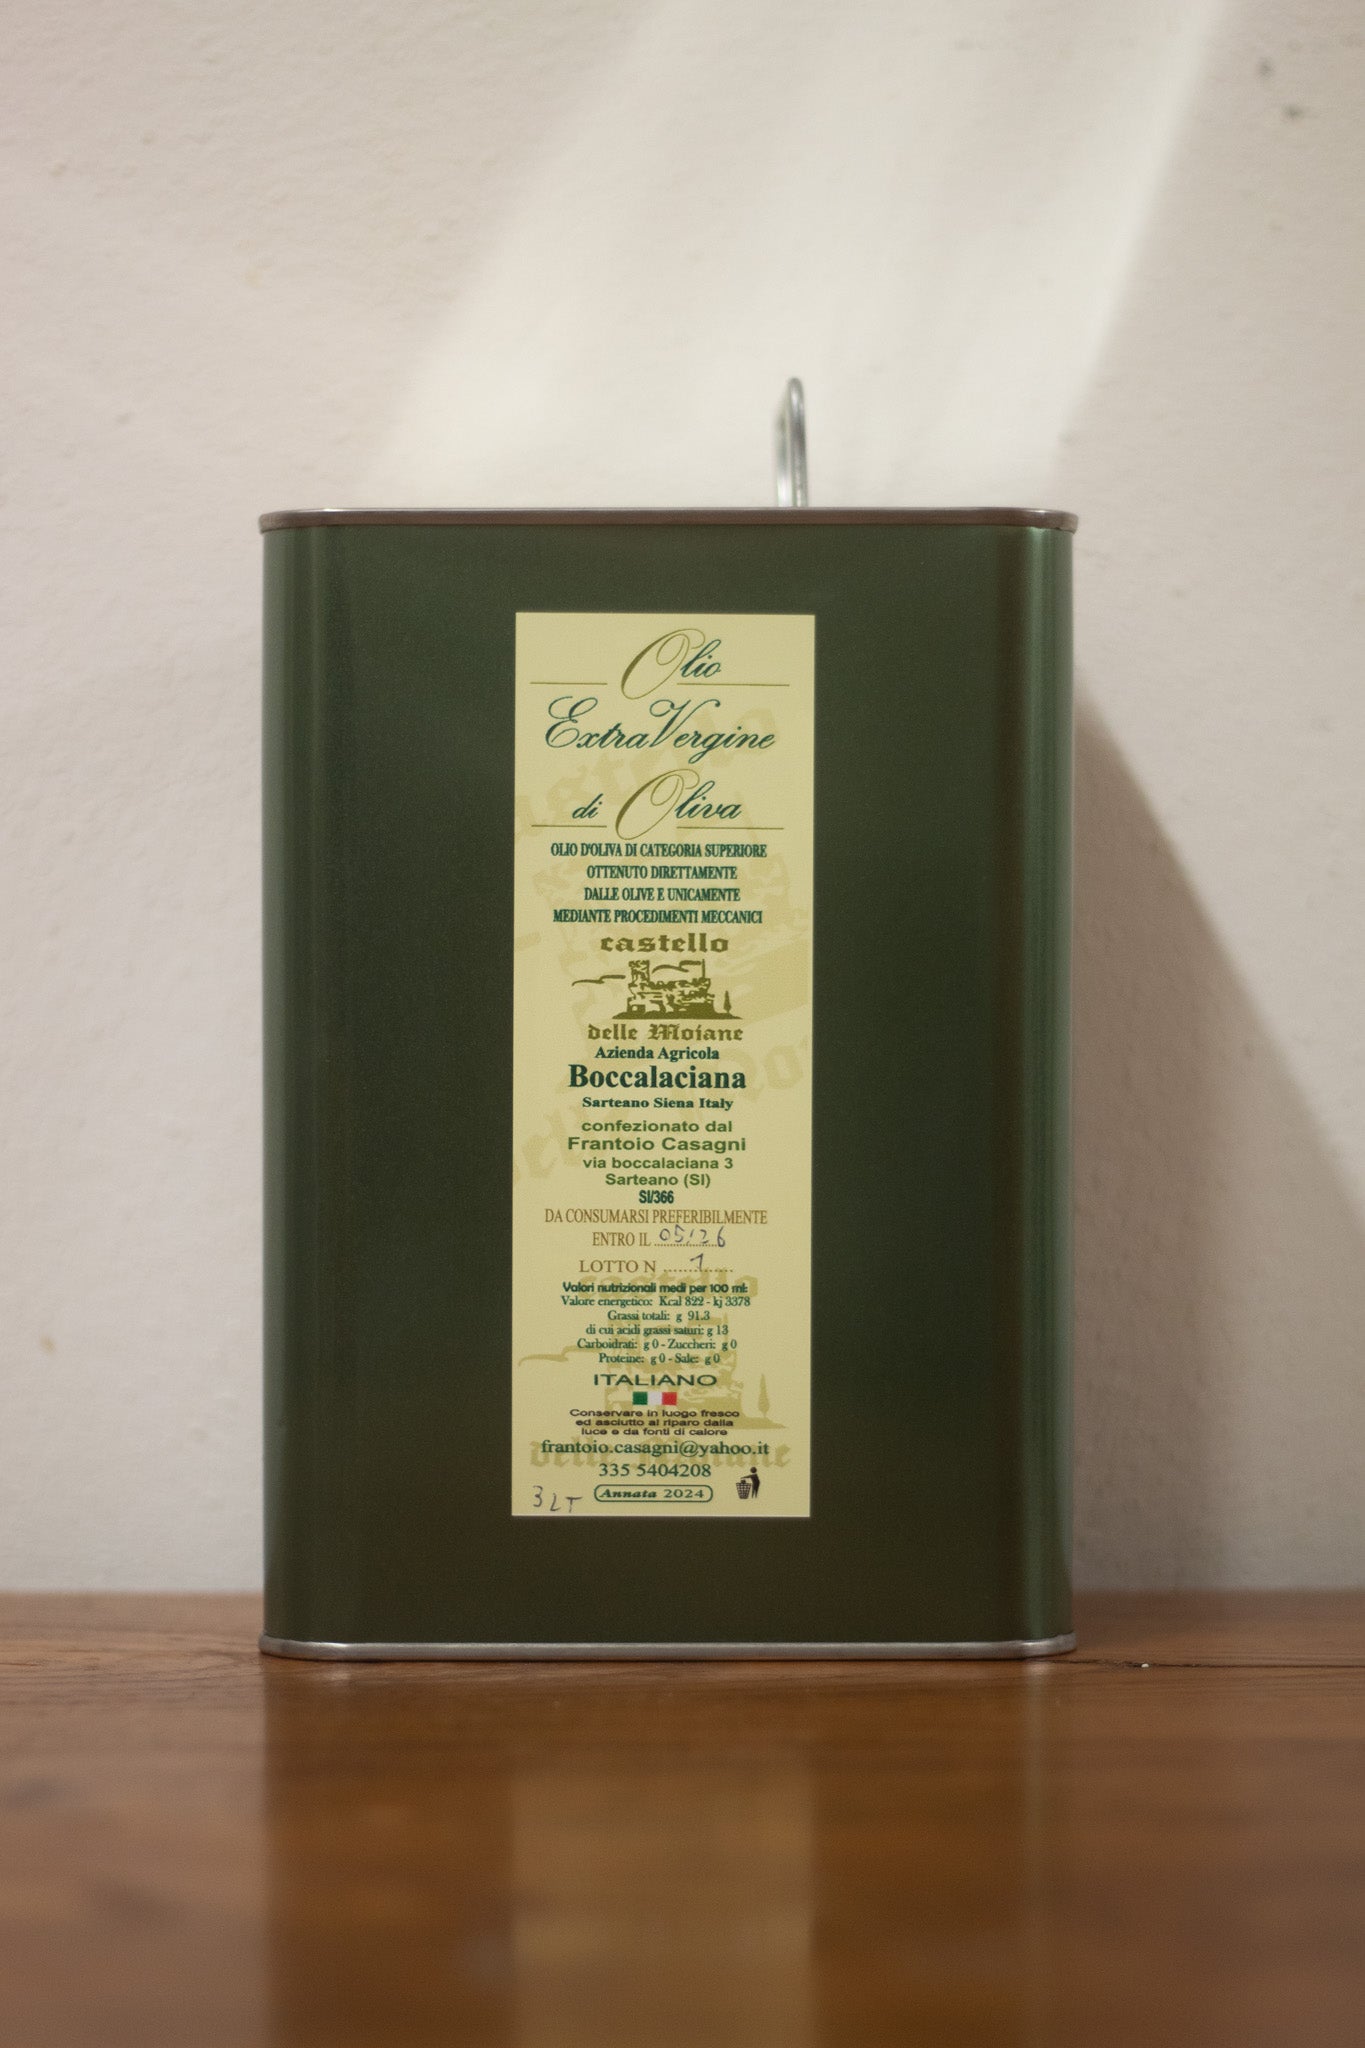 Olio
Extra Vergine
di Oliva
OLIO D'OLIVA DI CATEGORIA SUPERIORE
OTTENUTO DIRETTAMENTE
DALLE OLIVE E UNICAMENTE
MEDIANTE PROCEDIMENTI MECCANICI
castello
delle Moiane
Azienda Agricola
Boccalaciana
Sarteano Siena Italy
confezionato dal
Frantoio Casagni
via boccalaciana 3
Sarteano (SI)
SI/366
DA CONSUMARSI PREFERIBILMENTE
ENTRO IL 05/26
LOTTO N 1
Valori nutrizionali medi per 100 ml:
Valore energetico: Kcal 822 - kj 3378
Grassi totali: g 91.3
di cui acidi grassi saturi: g 13
Carboidrati: g 0 - Zuccheri: g 0
Proteine: g 0 - Sale: g 0
ITALIANO
Conservare in luogo fresco
ed asciutto al riparo dalla
luce e da fonti di calore
frantoio.casagni@yahoo.it
335 5404208
3 LT Annata 2024